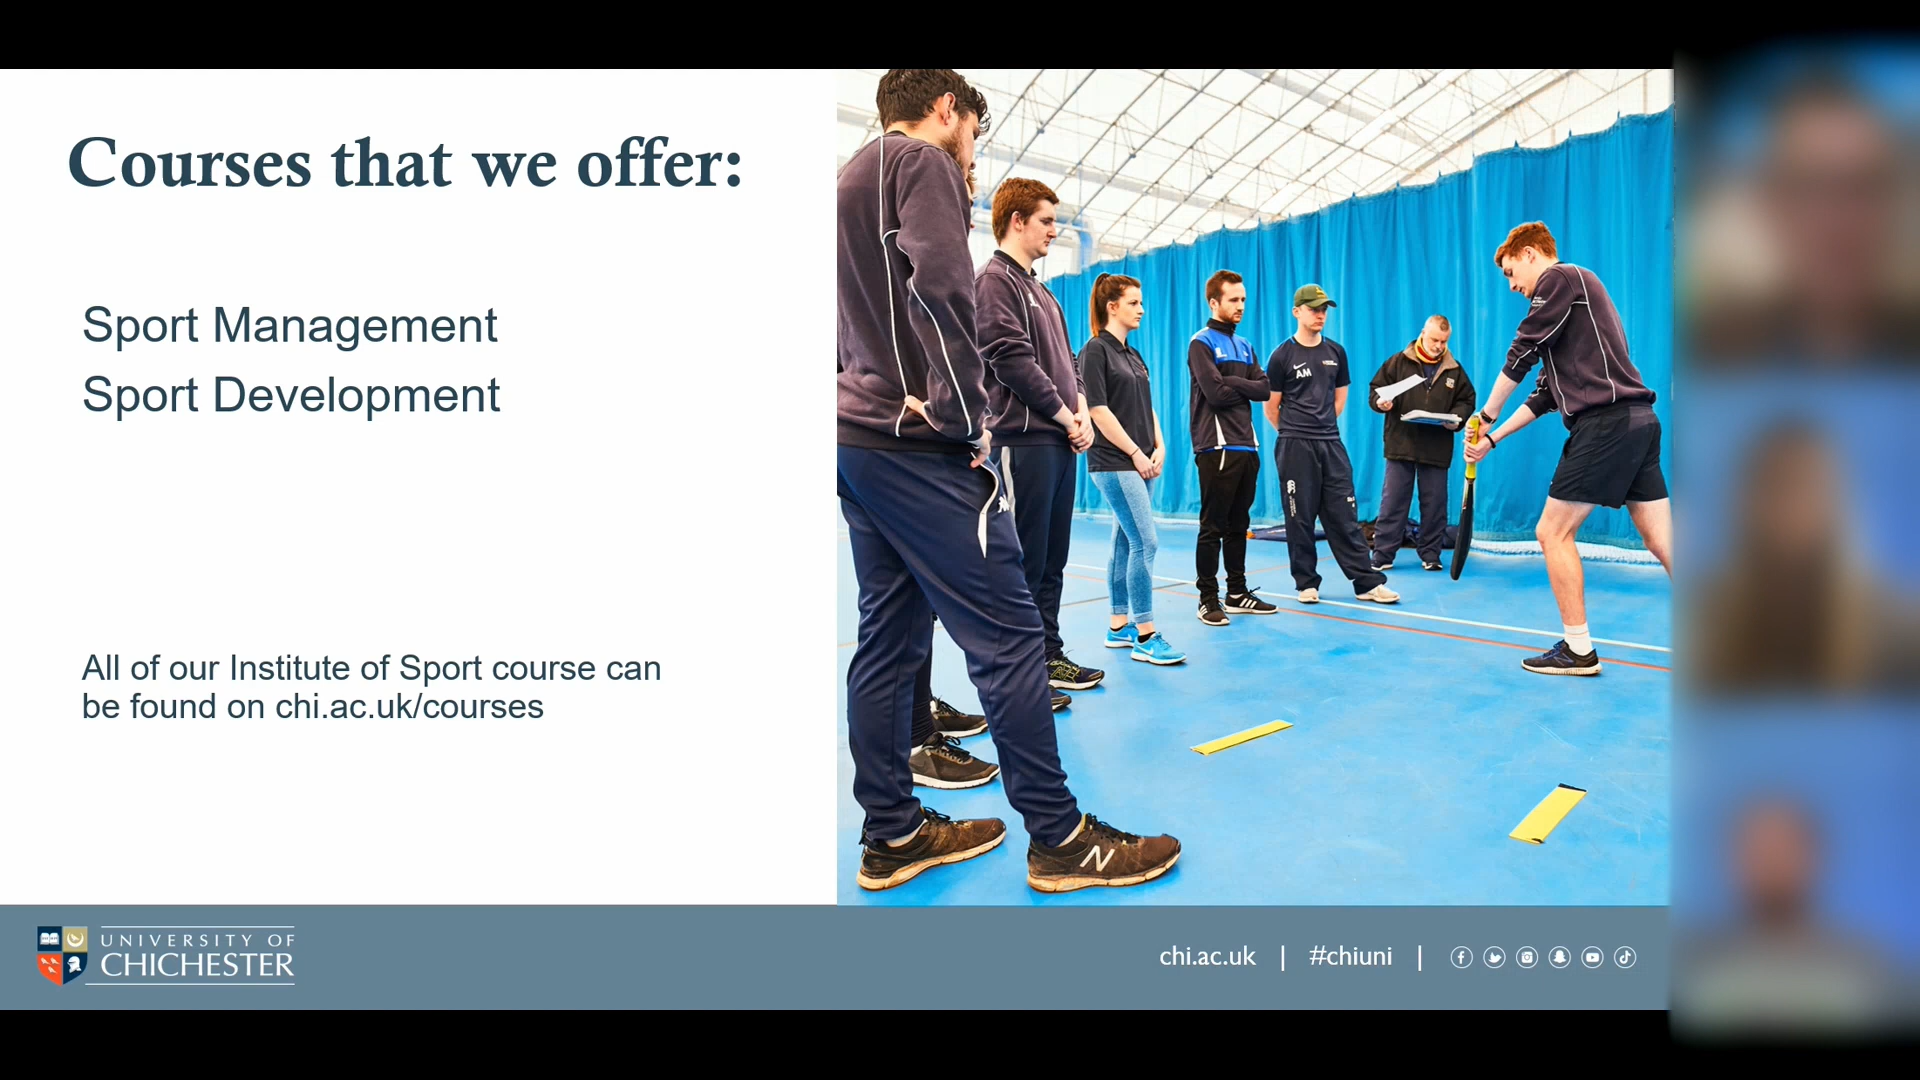 Courses that we offer:
Sport Management
Sport Development
All of our Institute of Sport course can
be found on chi.ac.uk/courses
AM
N
UNIVERSITY OF
CHICHESTER
chi.ac.uk | #chiuni |